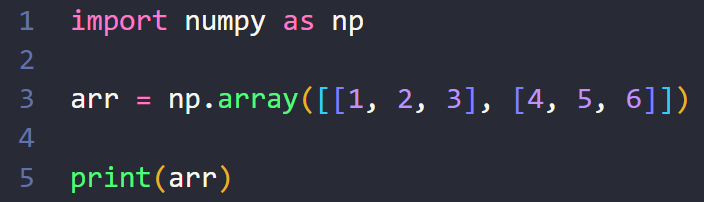 1 import numpy as np
2
3 arr = np.array([[1, 2, 3], [4, 5, 6]])
4
5 print(arr)